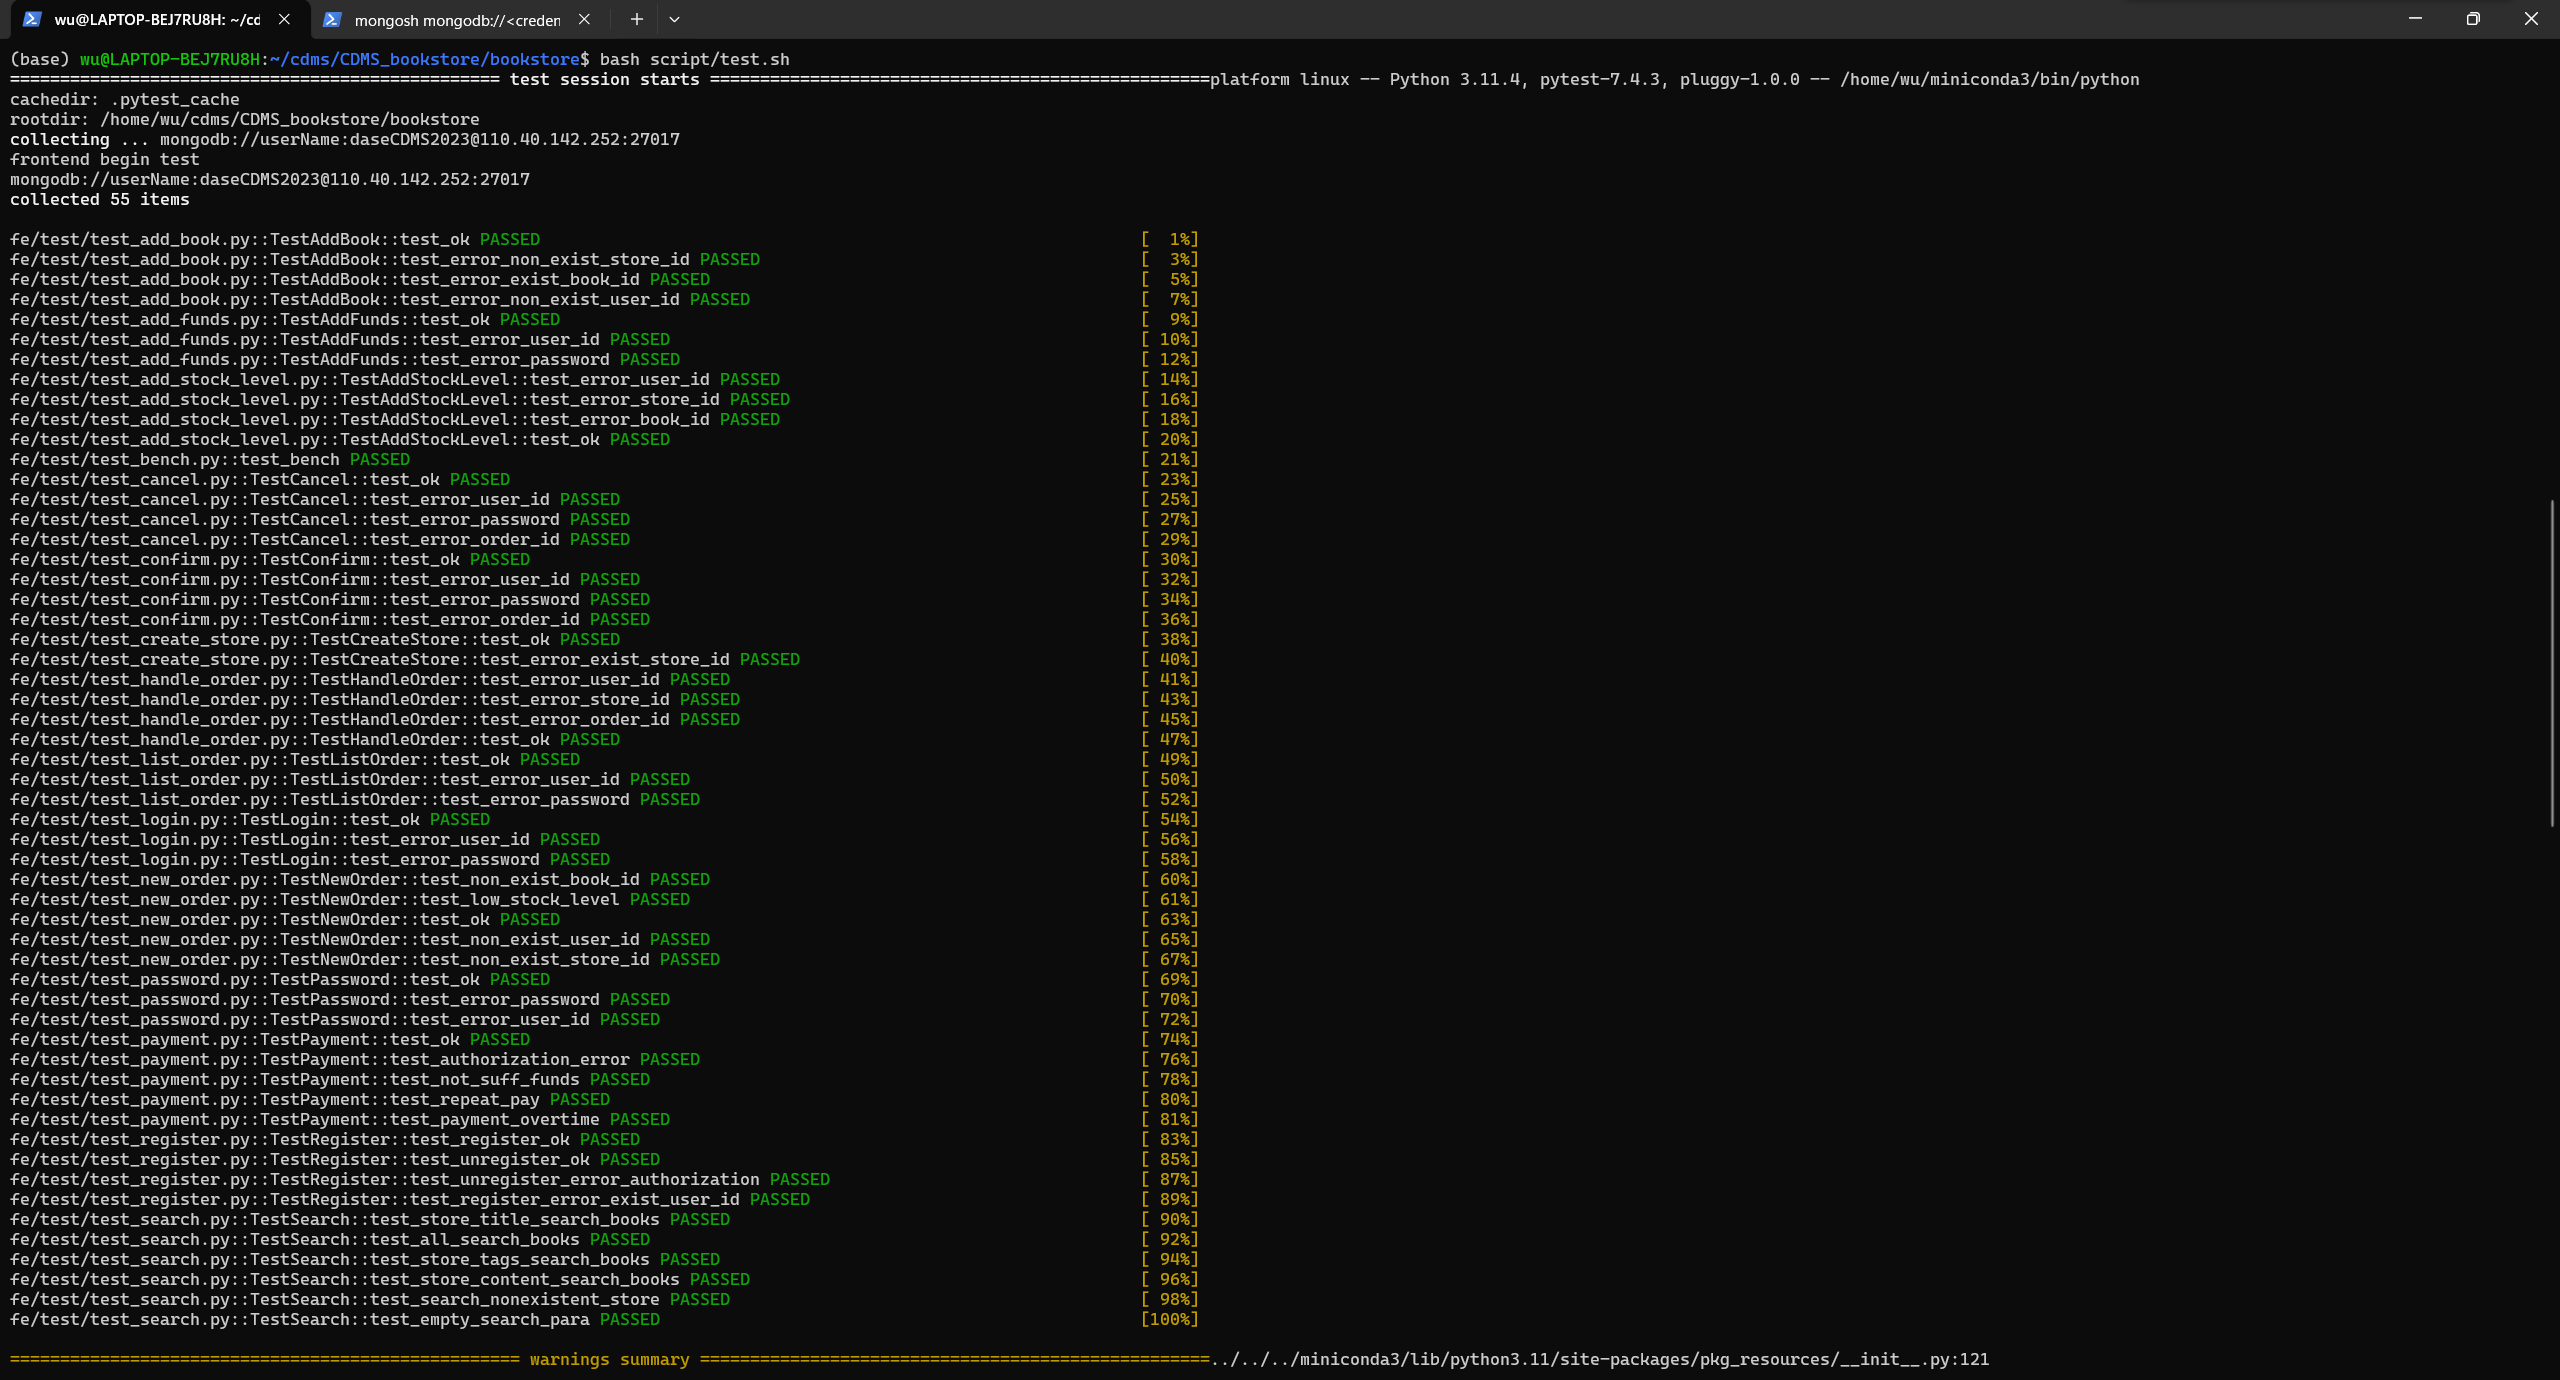 wu@LAPTOP-BEJ7RU8H: ~/cd
mongosh mongodb://<creden
(base) wu@LAPTOP-BEJ7RU8H:~/cdms/CDMS_bookstore/bookstore$ bash script/test.sh
================================================= test session starts ==================================================platform linux -- Python 3.11.4, pytest-7.4.3, pluggy-1.0.0 -- /home/wu/miniconda3/bin/python
cachedir: .pytest_cache
rootdir: /home/wu/cdms/CDMS_bookstore/bookstore
collecting ... mongodb://userName:daseCDMS2023@110.40.142.252:27017
frontend begin test
mongodb://userName:daseCDMS2023@110.40.142.252:27017
collected 55 items
fe/test/test_add_book.py::TestAddBook::test_ok PASSED [  1%]
fe/test/test_add_book.py::TestAddBook::test_error_non_exist_store_id PASSED [  3%]
fe/test/test_add_book.py::TestAddBook::test_error_exist_book_id PASSED [  5%]
fe/test/test_add_book.py::TestAddBook::test_error_non_exist_user_id PASSED [  7%]
fe/test/test_add_funds.py::TestAddFunds::test_ok PASSED [  9%]
fe/test/test_add_funds.py::TestAddFunds::test_error_user_id PASSED [ 10%]
fe/test/test_add_funds.py::TestAddFunds::test_error_password PASSED [ 12%]
fe/test/test_add_stock_level.py::TestAddStockLevel::test_error_user_id PASSED [ 14%]
fe/test/test_add_stock_level.py::TestAddStockLevel::test_error_store_id PASSED [ 16%]
fe/test/test_add_stock_level.py::TestAddStockLevel::test_error_book_id PASSED [ 18%]
fe/test/test_add_stock_level.py::TestAddStockLevel::test_ok PASSED [ 20%]
fe/test/test_bench.py::test_bench PASSED [ 21%]
fe/test/test_cancel.py::TestCancel::test_ok PASSED [ 23%]
fe/test/test_cancel.py::TestCancel::test_error_user_id PASSED [ 25%]
fe/test/test_cancel.py::TestCancel::test_error_password PASSED [ 27%]
fe/test/test_cancel.py::TestCancel::test_error_order_id PASSED [ 29%]
fe/test/test_confirm.py::TestConfirm::test_ok PASSED [ 30%]
fe/test/test_confirm.py::TestConfirm::test_error_user_id PASSED [ 32%]
fe/test/test_confirm.py::TestConfirm::test_error_password PASSED [ 34%]
fe/test/test_confirm.py::TestConfirm::test_error_order_id PASSED [ 36%]
fe/test/test_create_store.py::TestCreateStore::test_ok PASSED [ 38%]
fe/test/test_create_store.py::TestCreateStore::test_error_exist_store_id PASSED [ 40%]
fe/test/test_handle_order.py::TestHandleOrder::test_error_user_id PASSED [ 41%]
fe/test/test_handle_order.py::TestHandleOrder::test_error_store_id PASSED [ 43%]
fe/test/test_handle_order.py::TestHandleOrder::test_error_order_id PASSED [ 45%]
fe/test/test_handle_order.py::TestHandleOrder::test_ok PASSED [ 47%]
fe/test/test_list_order.py::TestListOrder::test_ok PASSED [ 49%]
fe/test/test_list_order.py::TestListOrder::test_error_user_id PASSED [ 50%]
fe/test/test_list_order.py::TestListOrder::test_error_password PASSED [ 52%]
fe/test/test_login.py::TestLogin::test_ok PASSED [ 54%]
fe/test/test_login.py::TestLogin::test_error_user_id PASSED [ 56%]
fe/test/test_login.py::TestLogin::test_error_password PASSED [ 58%]
fe/test/test_new_order.py::TestNewOrder::test_non_exist_book_id PASSED [ 60%]
fe/test/test_new_order.py::TestNewOrder::test_low_stock_level PASSED [ 61%]
fe/test/test_new_order.py::TestNewOrder::test_ok PASSED [ 63%]
fe/test/test_new_order.py::TestNewOrder::test_non_exist_user_id PASSED [ 65%]
fe/test/test_new_order.py::TestNewOrder::test_non_exist_store_id PASSED [ 67%]
fe/test/test_password.py::TestPassword::test_ok PASSED [ 69%]
fe/test/test_password.py::TestPassword::test_error_password PASSED [ 70%]
fe/test/test_password.py::TestPassword::test_error_user_id PASSED [ 72%]
fe/test/test_payment.py::TestPayment::test_ok PASSED [ 74%]
fe/test/test_payment.py::TestPayment::test_authorization_error PASSED [ 76%]
fe/test/test_payment.py::TestPayment::test_not_suff_funds PASSED [ 78%]
fe/test/test_payment.py::TestPayment::test_repeat_pay PASSED [ 80%]
fe/test/test_payment.py::TestPayment::test_payment_overtime PASSED [ 81%]
fe/test/test_register.py::TestRegister::test_register_ok PASSED [ 83%]
fe/test/test_register.py::TestRegister::test_unregister_ok PASSED [ 85%]
fe/test/test_register.py::TestRegister::test_unregister_error_authorization PASSED [ 87%]
fe/test/test_register.py::TestRegister::test_register_error_exist_user_id PASSED [ 89%]
fe/test/test_search.py::TestSearch::test_store_title_search_books PASSED [ 90%]
fe/test/test_search.py::TestSearch::test_all_search_books PASSED [ 92%]
fe/test/test_search.py::TestSearch::test_store_tags_search_books PASSED [ 94%]
fe/test/test_search.py::TestSearch::test_store_content_search_books PASSED [ 96%]
fe/test/test_search.py::TestSearch::test_search_nonexistent_store PASSED [ 98%]
fe/test/test_search.py::TestSearch::test_empty_search_para PASSED [100%]
=================================================== warnings summary ===================================================../../../miniconda3/lib/python3.11/site-packages/pkg_resources/__init__.py:121